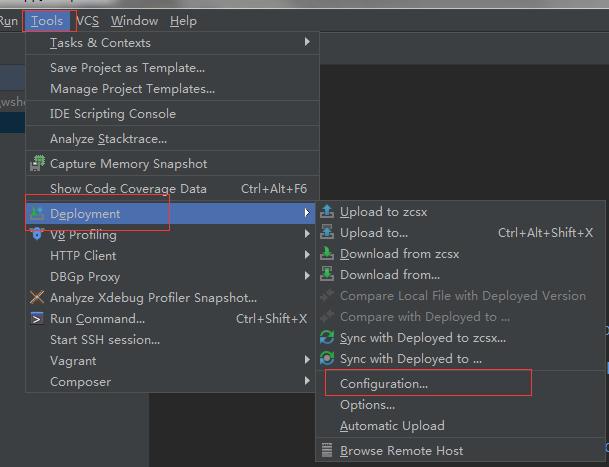 Run Tools VCS Window Help
Tasks & Contexts
Save Project as Template...
Manage Project Templates...
IDE Scripting Console
Analyze Stacktrace...
Capture Memory Snapshot
Show Code Coverage Data Ctrl+Alt+F6
Deployment
V8 Profiling
HTTP Client
DBGp Proxy
Analyze Xdebug Profiler Snapshot...
Run Command... Ctrl+Shift+X
Start SSH session...
Vagrant
Composer
Upload to zcsx
Upload to... Ctrl+Alt+Shift+X
Download from zcsx
Download from...
Compare Local File with Deployed Version
Compare with Deployed to ...
Sync with Deployed to zcsx...
Sync with Deployed to ...
Configuration...
Options...
Automatic Upload
Browse Remote Host